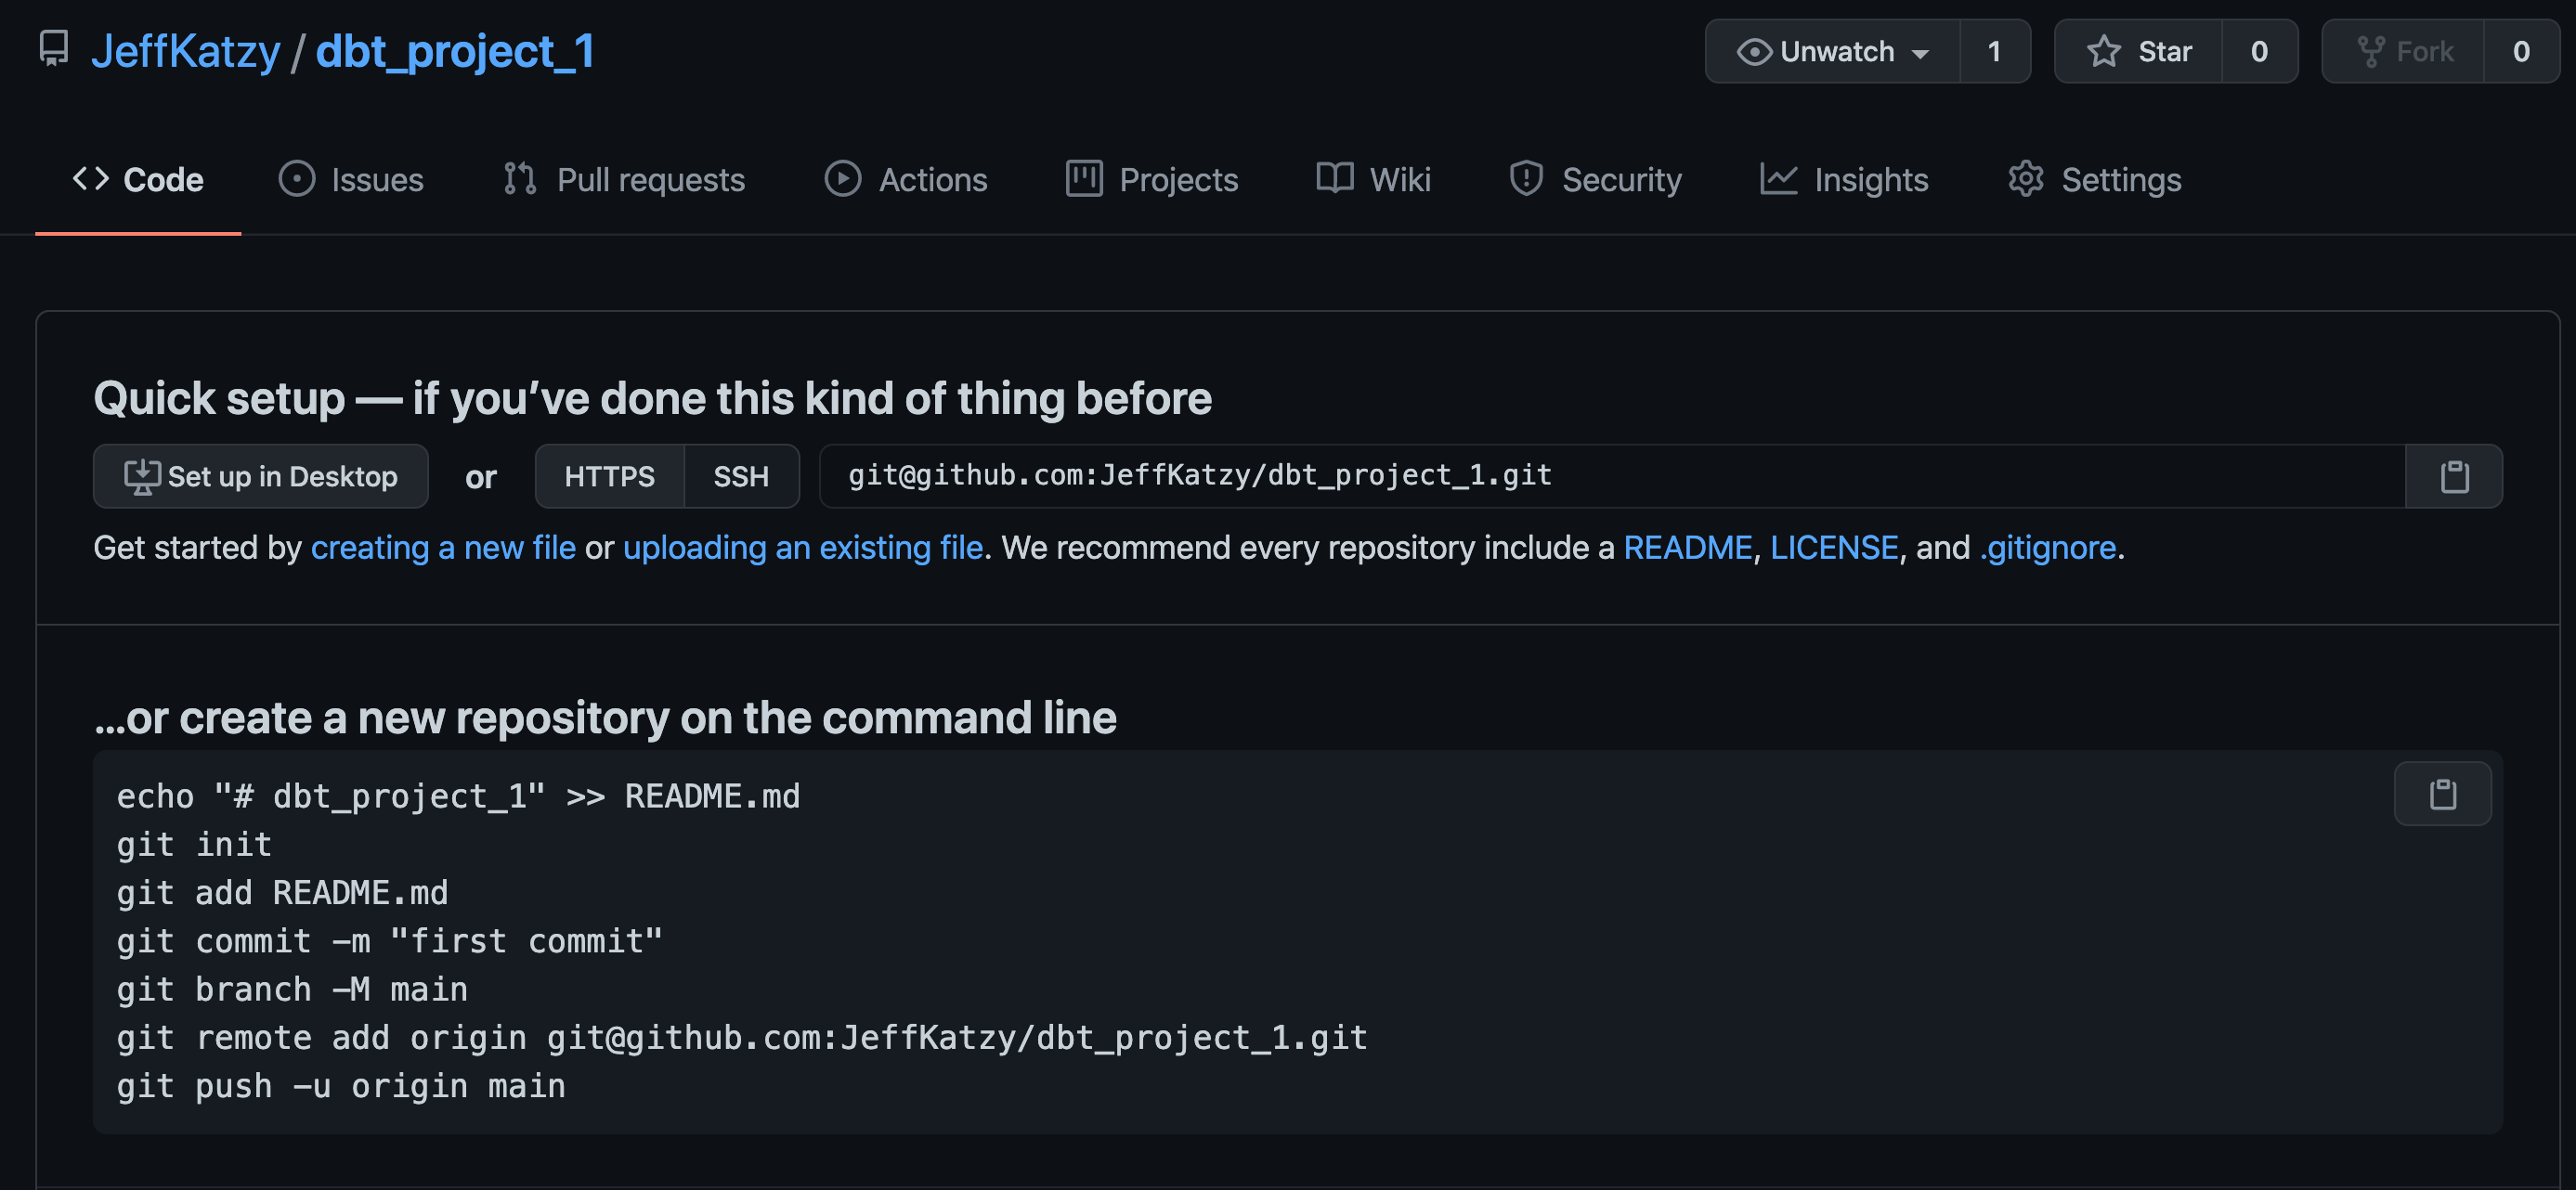 JeffKatzy / dbt_project_1
Unwatch 1 Star 0 Fork 0
Code Issues Pull requests Actions Projects Wiki Security Insights Settings
Quick setup — if you’ve done this kind of thing before
Set up in Desktop or HTTPS SSH git@github.com:JeffKatzy/dbt_project_1.git
Get started by creating a new file or uploading an existing file. We recommend every repository include a README, LICENSE, and .gitignore.
…or create a new repository on the command line
echo "# dbt_project_1" >> README.md
git init
git add README.md
git commit -m "first commit"
git branch -M main
git remote add origin git@github.com:JeffKatzy/dbt_project_1.git
git push -u origin main